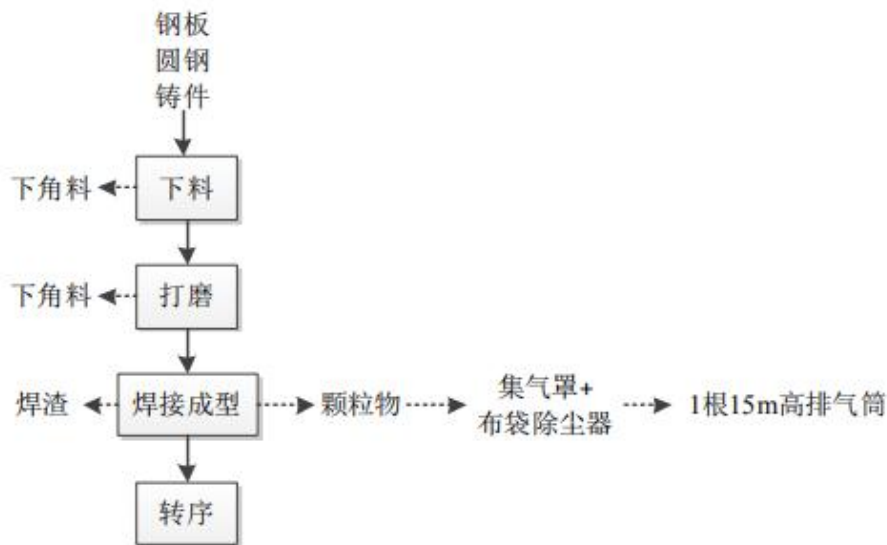 钢板
圆钢
铸件
下角料
下料
下角料
打磨
焊渣
焊接成型
颗粒物
集气罩+
布袋除尘器
1根15m高排气筒
转序